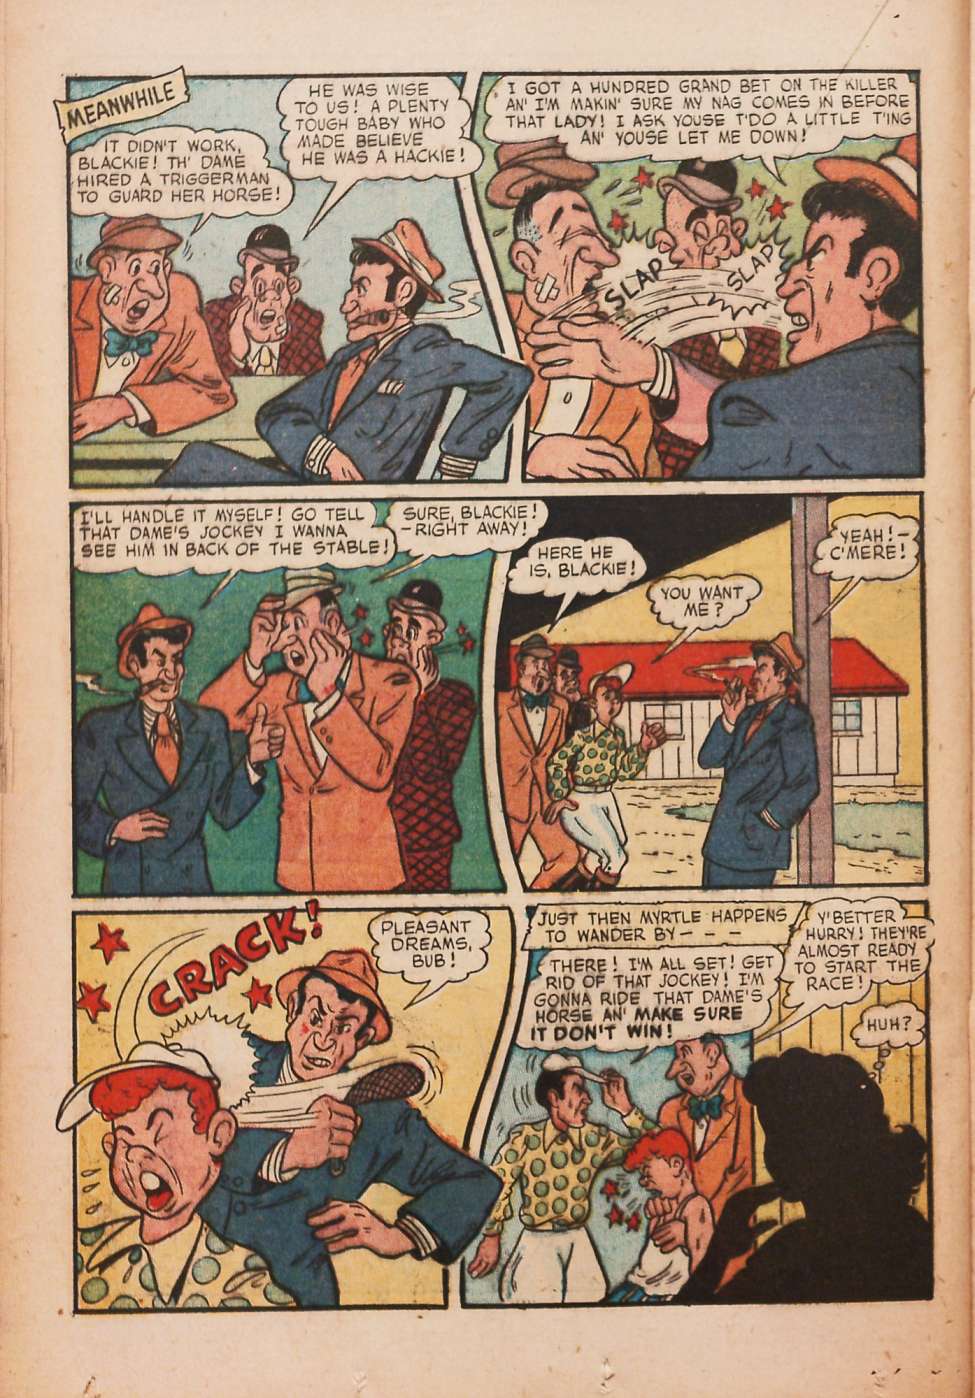 MEANWHILE
IT DIDN'T WORK,
BLACKIE! TH' DAME
HIRED A TRIGGERMAN
TO GUARD HER HORSE!
HE WAS WISE
TO US! A PLENTY
TOUGH BABY WHO
MADE BELIEVE
HE WAS A HACKIE!
I GOT A HUNDRED GRAND BET ON THE KILLER
AN' I'M MAKIN' SURE MY NAG COMES IN BEFORE
THAT LADY! I ASK YOUSE T'DO A LITTLE T'ING
AN' YOUSE LET ME DOWN!
SLAP
SLAP
I'LL HANDLE IT MYSELF! GO TELL
THAT DAME'S JOCKEY I WANNA
SEE HIM IN BACK OF THE STABLE!
SURE, BLACKIE!
-RIGHT AWAY!
HERE HE
IS, BLACKIE!
YOU WANT
ME?
YEAH!-
C'MERE!
CRACK!
PLEASANT
DREAMS,
BUB!
JUST THEN MYRTLE HAPPENS
TO WANDER BY - - -
THERE! I'M ALL SET! GET
RID OF THAT JOCKEY! I'M
GONNA RIDE THAT DAME'S
HORSE AN' MAKE SURE
IT DON'T WIN!
Y'BETTER
HURRY! THEY'RE
ALMOST READY
TO START THE
RACE!
HUH?